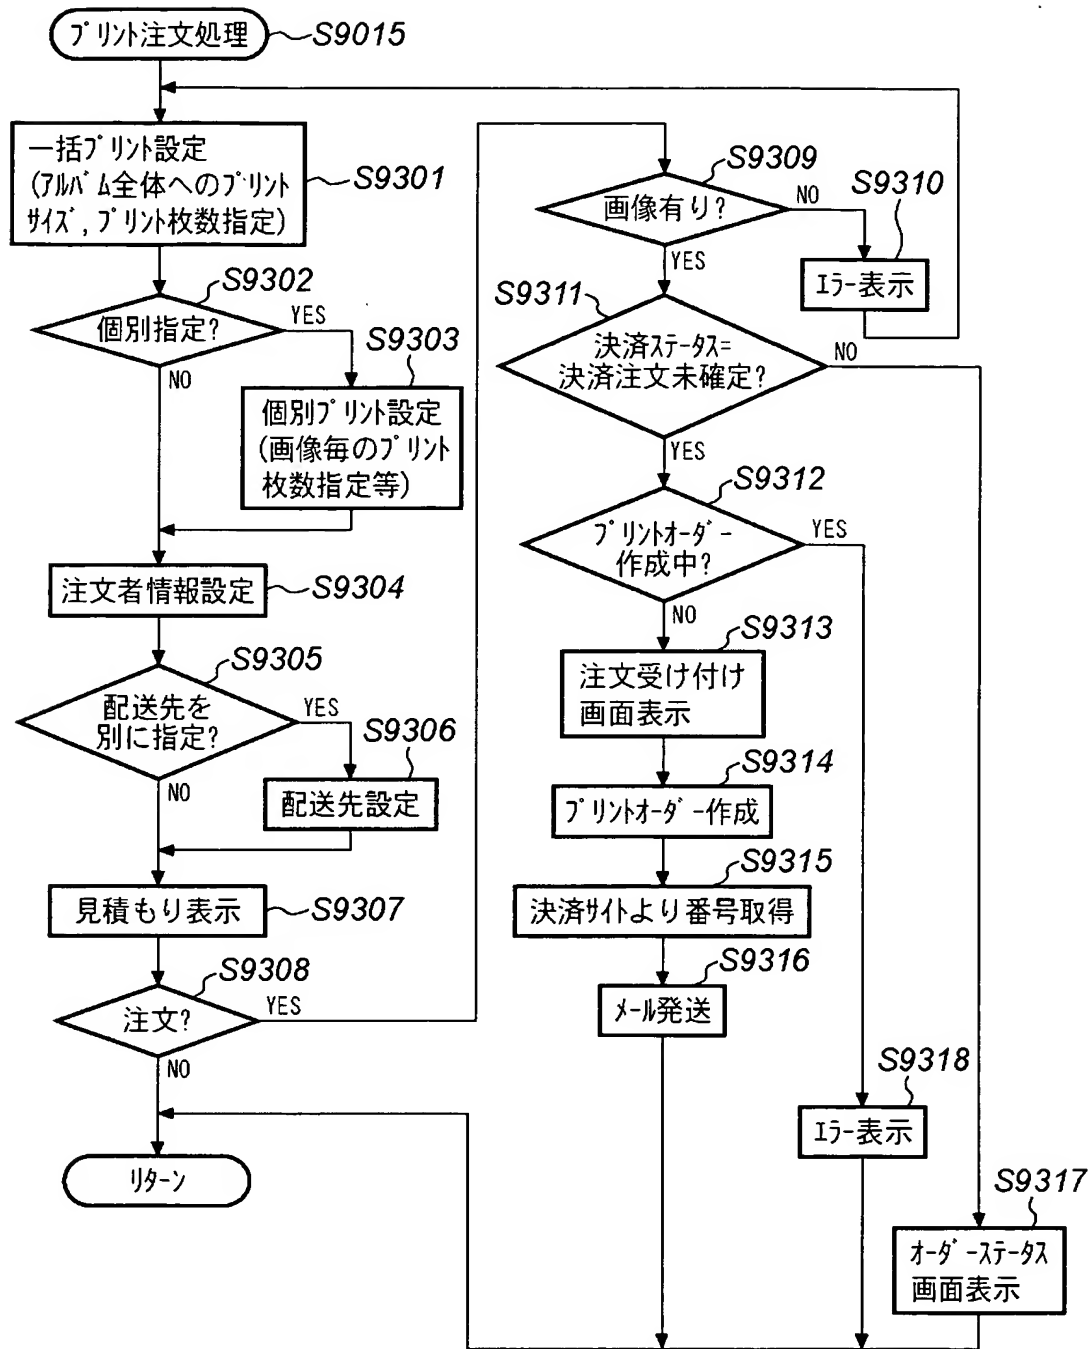 プリント注文処理
S9015
一括プリント設定
(アルバム全体へのプリント
サイズ,プリント枚数指定)
S9301
S9302
個別指定?
YES
NO
S9303
個別プリント設定
(画像毎のプリント
枚数指定等)
注文者情報設定
S9304
S9305
配送先を
別に指定?
YES
NO
S9306
配送先設定
見積もり表示
S9307
S9308
注文?
YES
NO
リターン
S9309
画像有り?
NO
YES
S9310
エラー表示
S9311
決済ステータス=
決済注文未確定?
NO
YES
S9312
プリントオーダー
作成中?
YES
NO
S9313
注文受け付け
画面表示
S9314
プリントオーダー作成
S9315
決済サイトより番号取得
S9316
メール発送
S9318
エラー表示
S9317
オーダーステータス
画面表示